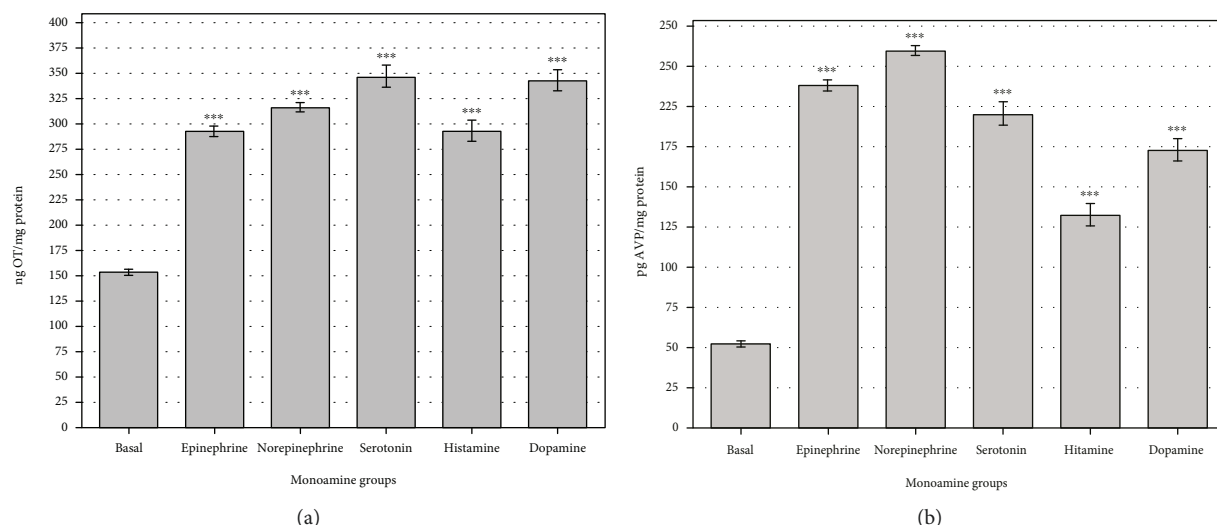 400
375
350
325
300
275
250
225
200
175
150
125
100
75
50
25
0
ng OT/mg protein
***
***
***
***
***
Basal
Epinephrine
Norepinephrine
Serotonin
Histamine
Dopamine
Monoamine groups
(a)
250
250
225
175
150
125
100
75
50
25
0
pg AVP/mg protein
***
***
***
***
***
Basal
Epinephrine
Norepinephrine
Serotonin
Hitamine
Dopamine
Monoamine groups
(b)